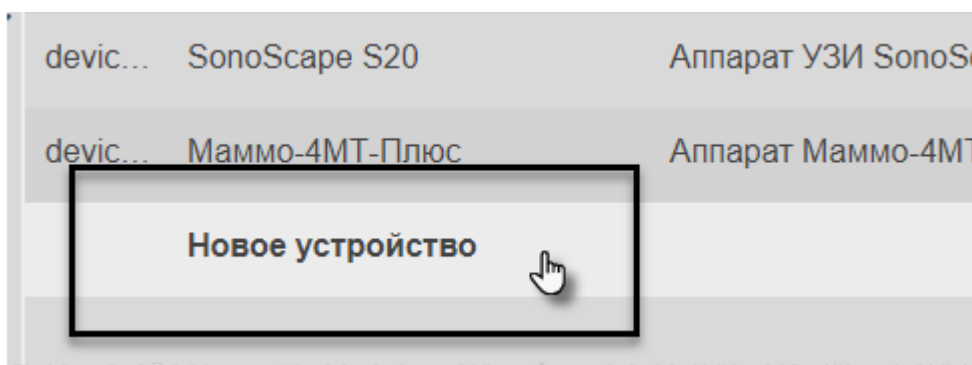 devic... SonoScape S20 Аппарат УЗИ SonoS
devic... Маммо-4МТ-Плюс Аппарат Маммо-4МТ
Новое устройство